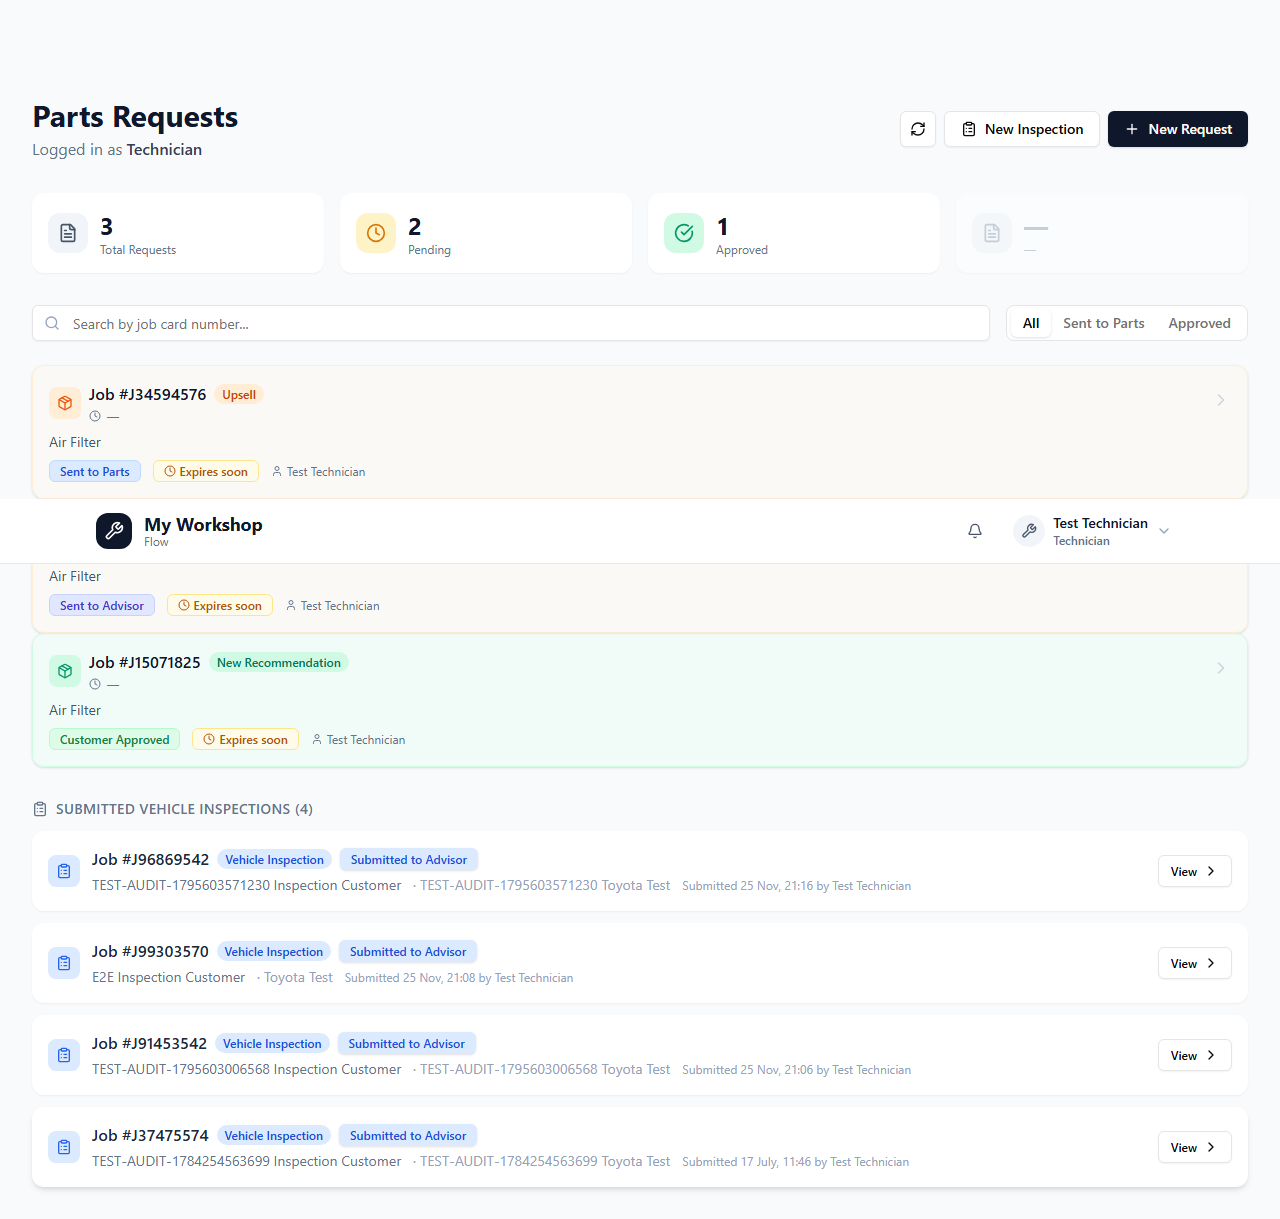 Parts Requests
Logged in as Technician
New Inspection
New Request
3
Total Requests
2
Pending
1
Approved
—
—
Search by job card number...
All
Sent to Parts
Approved
Job #J34594576 Upsell
—
Air Filter
Sent to Parts Expires soon Test Technician
My Workshop
Flow
Test Technician
Technician
Air Filter
Sent to Advisor Expires soon Test Technician
Job #J15071825 New Recommendation
—
Air Filter
Customer Approved Expires soon Test Technician
SUBMITTED VEHICLE INSPECTIONS (4)
Job #J96869542 Vehicle Inspection Submitted to Advisor
TEST-AUDIT-1795603571230 Inspection Customer · TEST-AUDIT-1795603571230 Toyota Test Submitted 25 Nov, 21:16 by Test Technician
View
Job #J99303570 Vehicle Inspection Submitted to Advisor
E2E Inspection Customer · Toyota Test Submitted 25 Nov, 21:08 by Test Technician
View
Job #J91453542 Vehicle Inspection Submitted to Advisor
TEST-AUDIT-1795603006568 Inspection Customer · TEST-AUDIT-1795603006568 Toyota Test Submitted 25 Nov, 21:06 by Test Technician
View
Job #J37475574 Vehicle Inspection Submitted to Advisor
TEST-AUDIT-1784254563699 Inspection Customer · TEST-AUDIT-1784254563699 Toyota Test Submitted 17 July, 11:46 by Test Technician
View